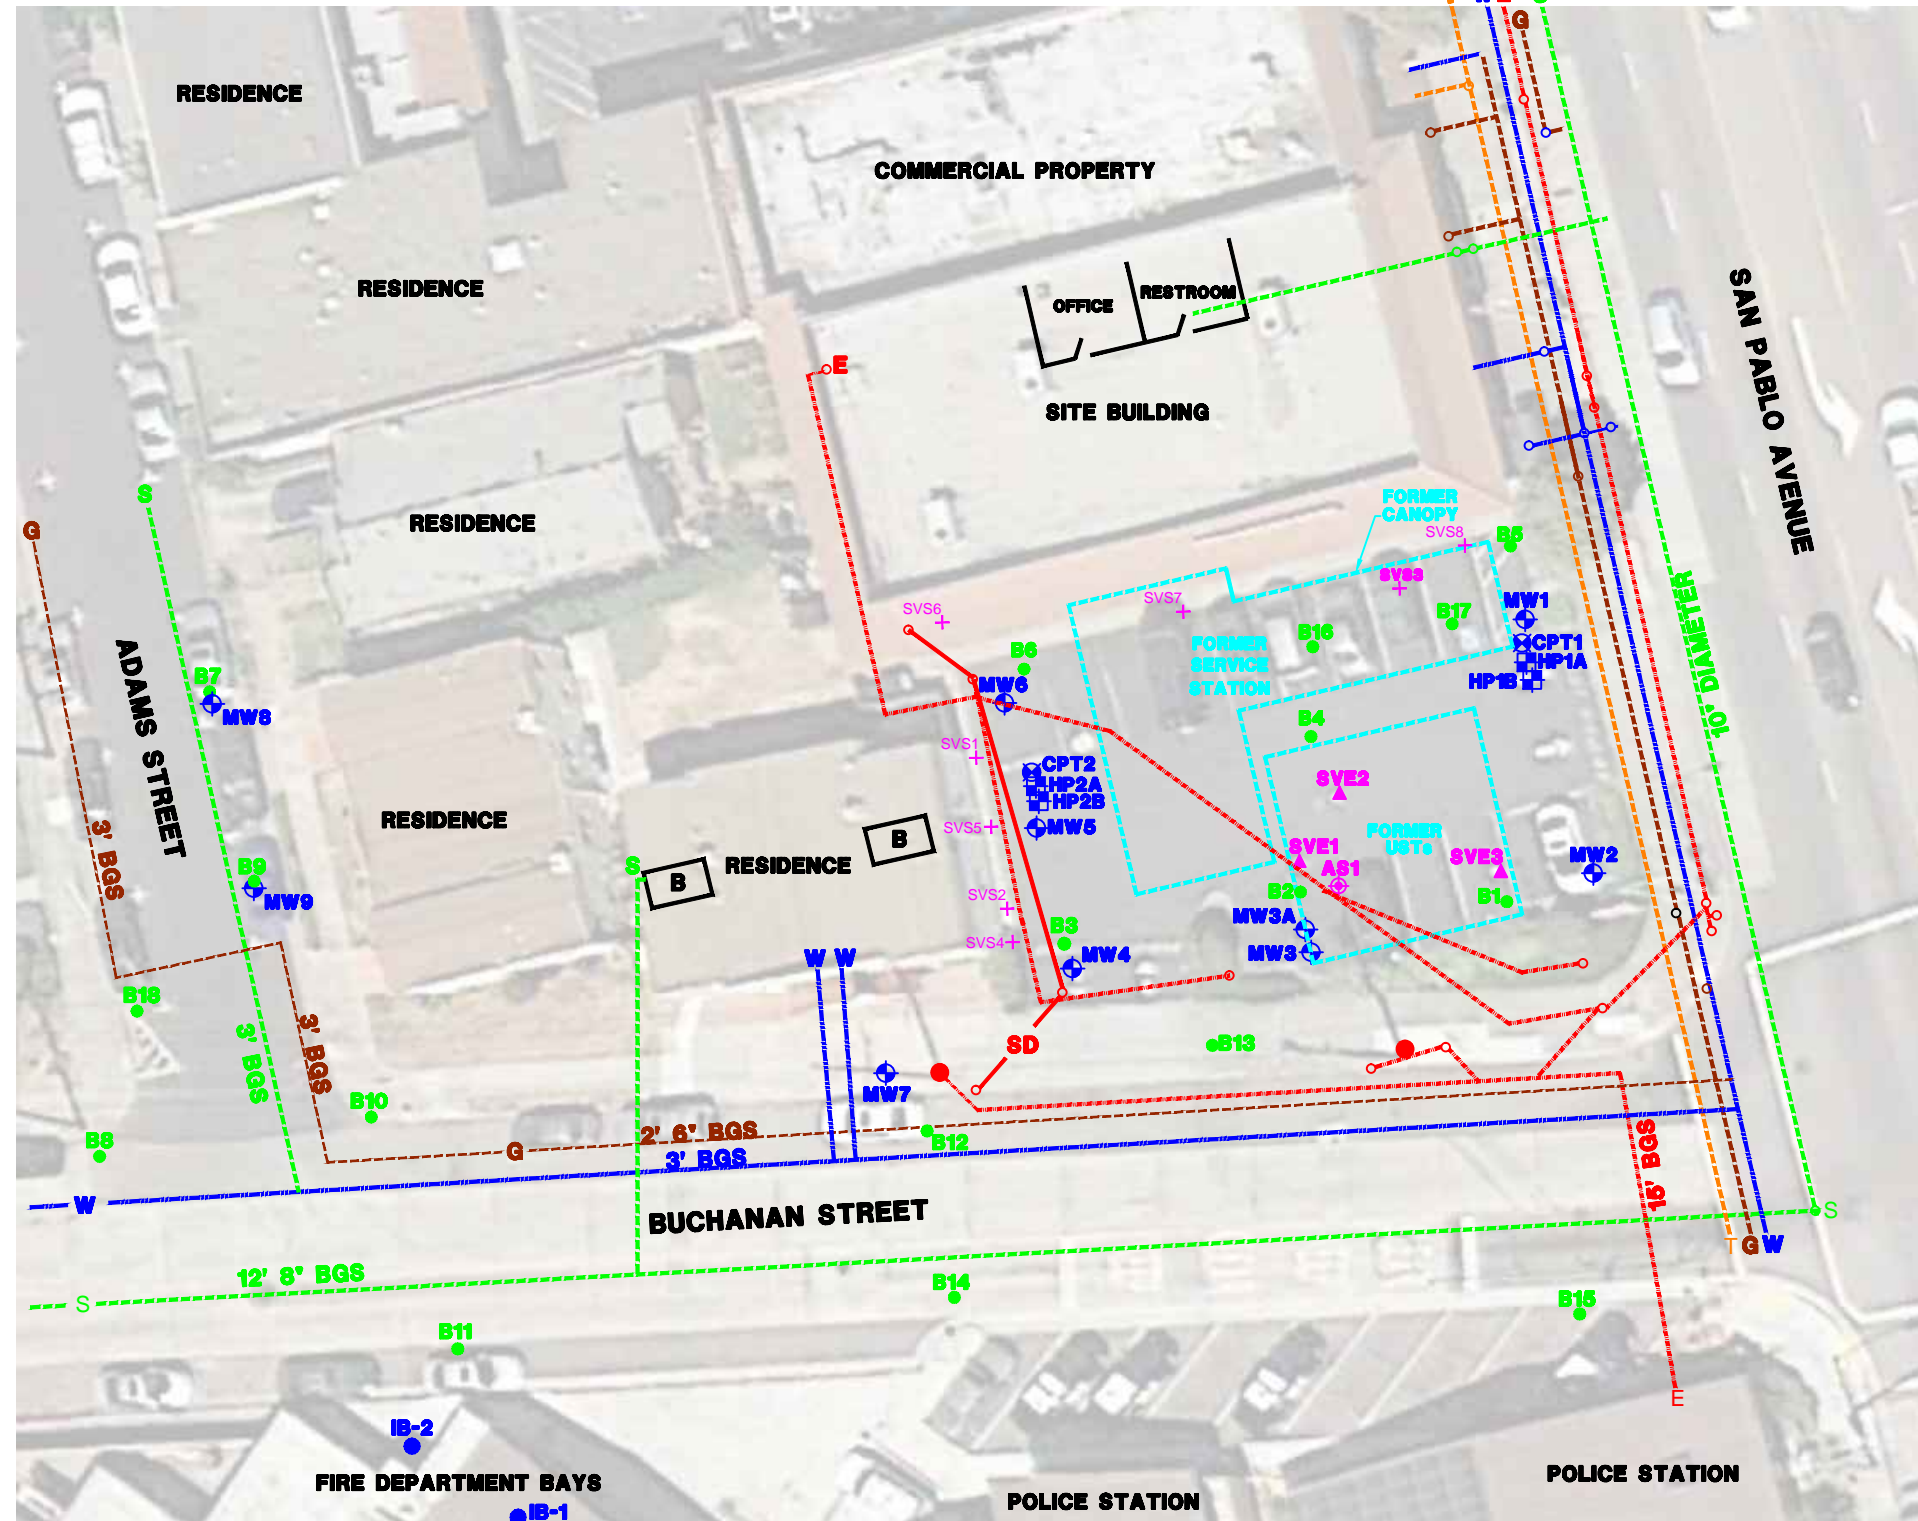 G
RESIDENCE
COMMERCIAL PROPERTY
RESIDENCE
OFFICE
RESTROOM
SAN PABLO AVENUE
E
SITE BUILDING
S
G
RESIDENCE
FORMER
CANOPY
SVS8
B5
SVS3
SVS6
SVS7
MW1
B17
B16
CPT1
HP1A
HP1B
FORMER
SERVICE
STATION
10" DIAMETER
B6
MW6
B7
MW8
ADAMS STREET
B4
SVS1
CPT2
HP2A
HP2B
MW5
SVS5
SVE2
FORMER
USTs
RESIDENCE
B
3' BGS
SVE1
AS1
SVE3
MW2
B9
MW9
S
B
RESIDENCE
SVS2
B2
B1
MW3A
MW3
B3
SVS4
MW4
W
W
B18
3' BGS
3' BGS
SD
B13
MW7
B10
B8
2' 6" BGS
B12
G
3' BGS
15' BGS
W
BUCHANAN STREET
S
T
G
W
12' 8" BGS
S
B14
B15
B11
E
IB-2
FIRE DEPARTMENT BAYS
POLICE STATION
POLICE STATION
IB-1